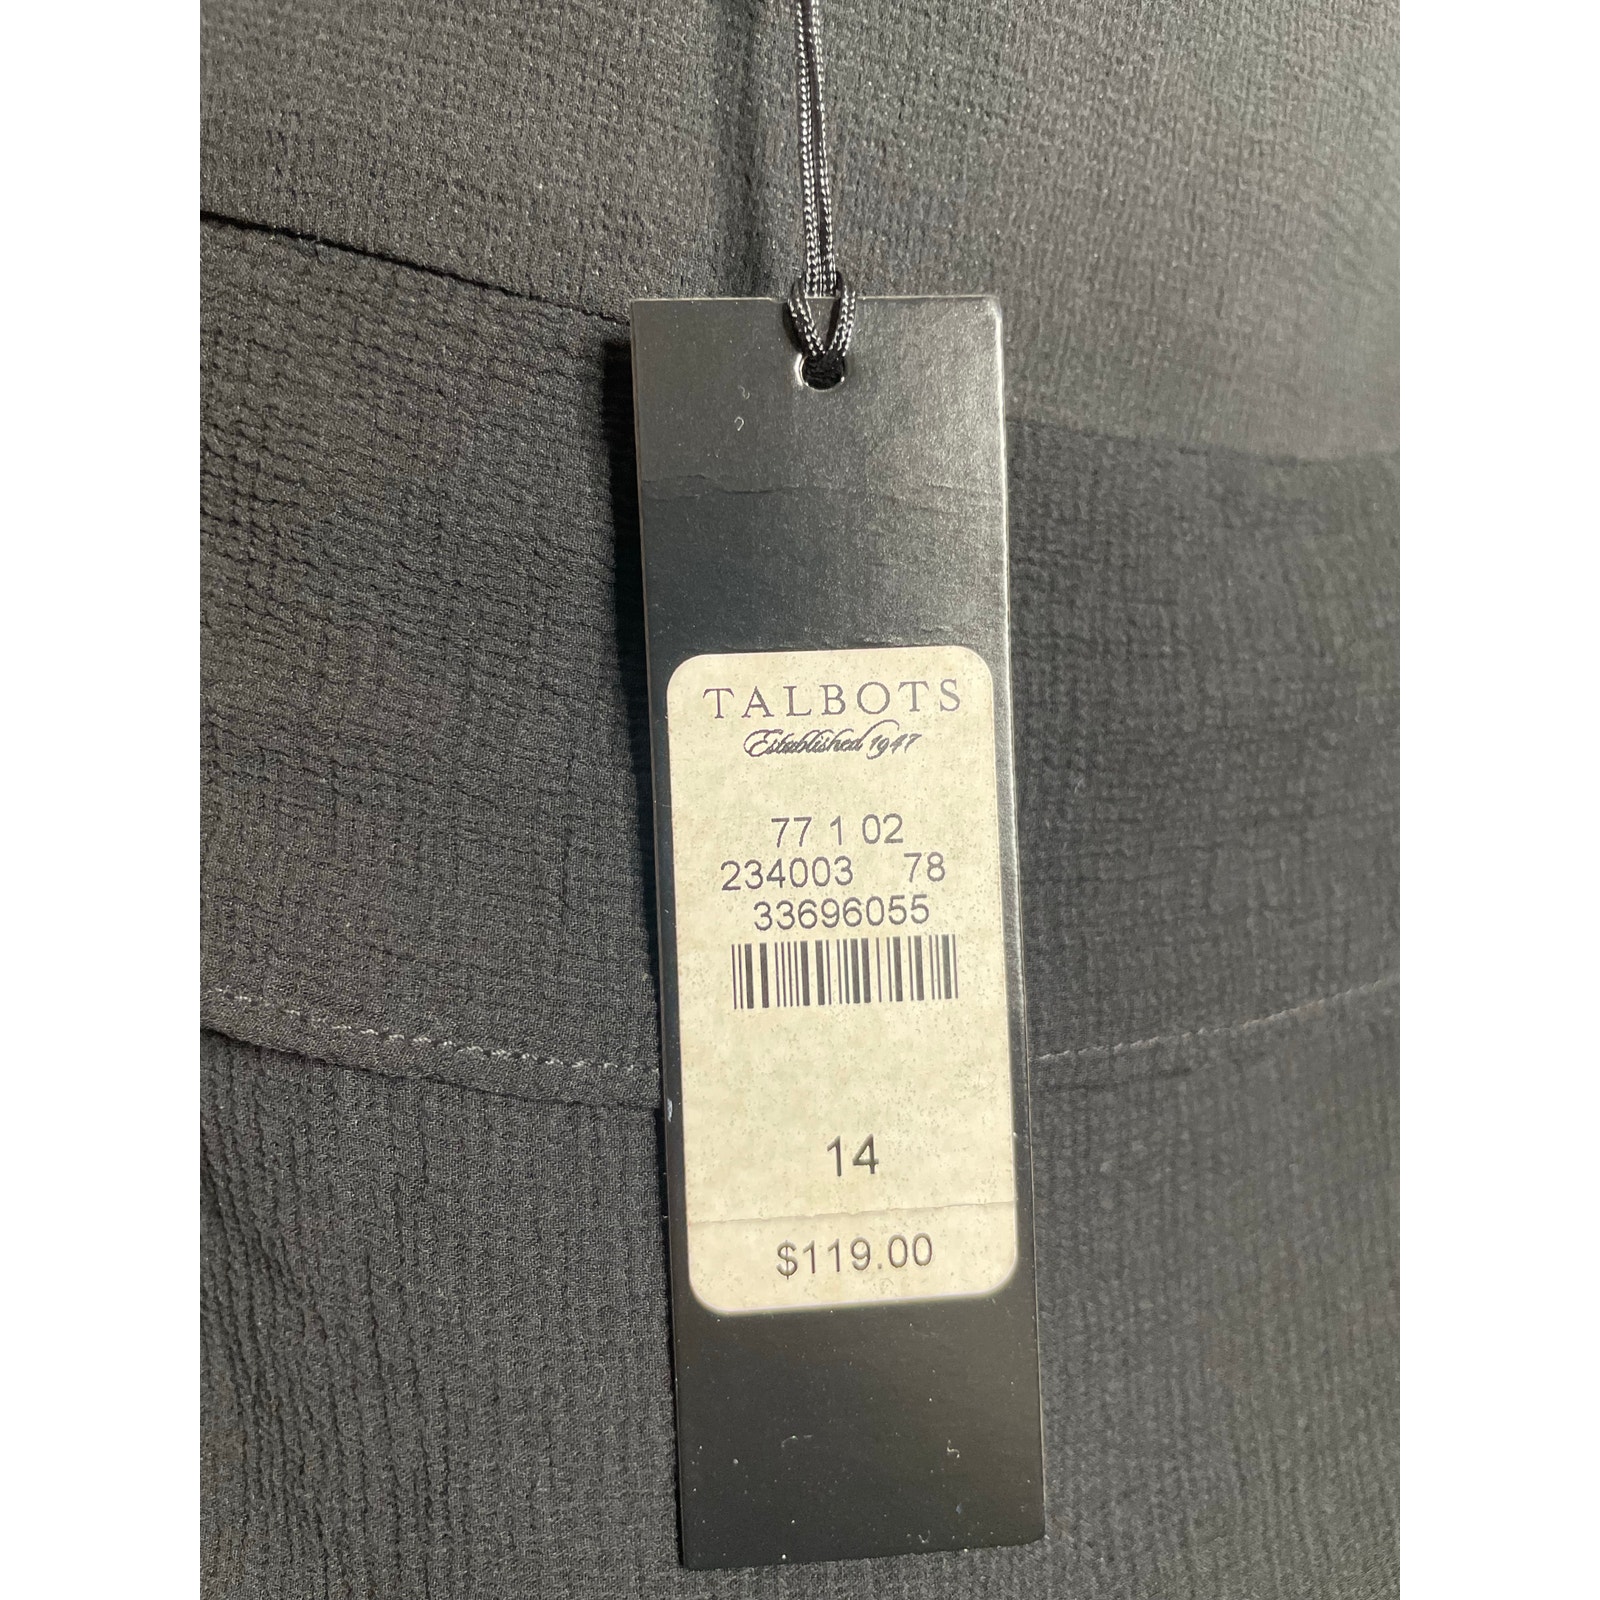 TALBOTS
Established 1947
77 1 02
234003 78
33696055
14
$119.00